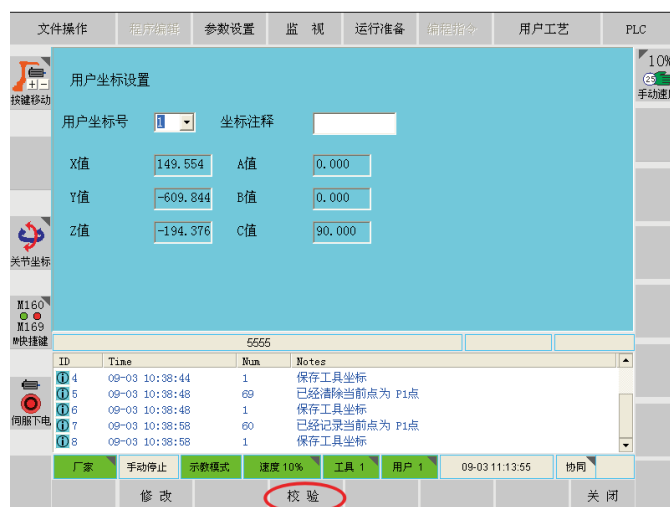 文件操作 程序编辑 参数设置 监 视 运行准备 编程指令 用户工艺 PLC
按键移动
10%
25
手动速度
用户坐标设置
用户坐标号 1 坐标注释
X值 149.554 A值 0.000
Y值 -609.844 B值 0.000
Z值 -194.376 C值 90.000
关节坐标
M160
M169
M快捷键
5555
ID Time Num Notes
4 09-03 10:38:44 1 保存工具坐标
5 09-03 10:38:48 69 已经清除当前点为 P1点
6 09-03 10:38:48 1 保存工具坐标
7 09-03 10:38:58 60 已经记录当前点为 P1点
8 09-03 10:38:58 1 保存工具坐标
伺服下电
厂家 手动停止 示教模式 速度 10% 工具 1 用户 1 09-03 11:13:55 协同
修 改 校 验 关 闭